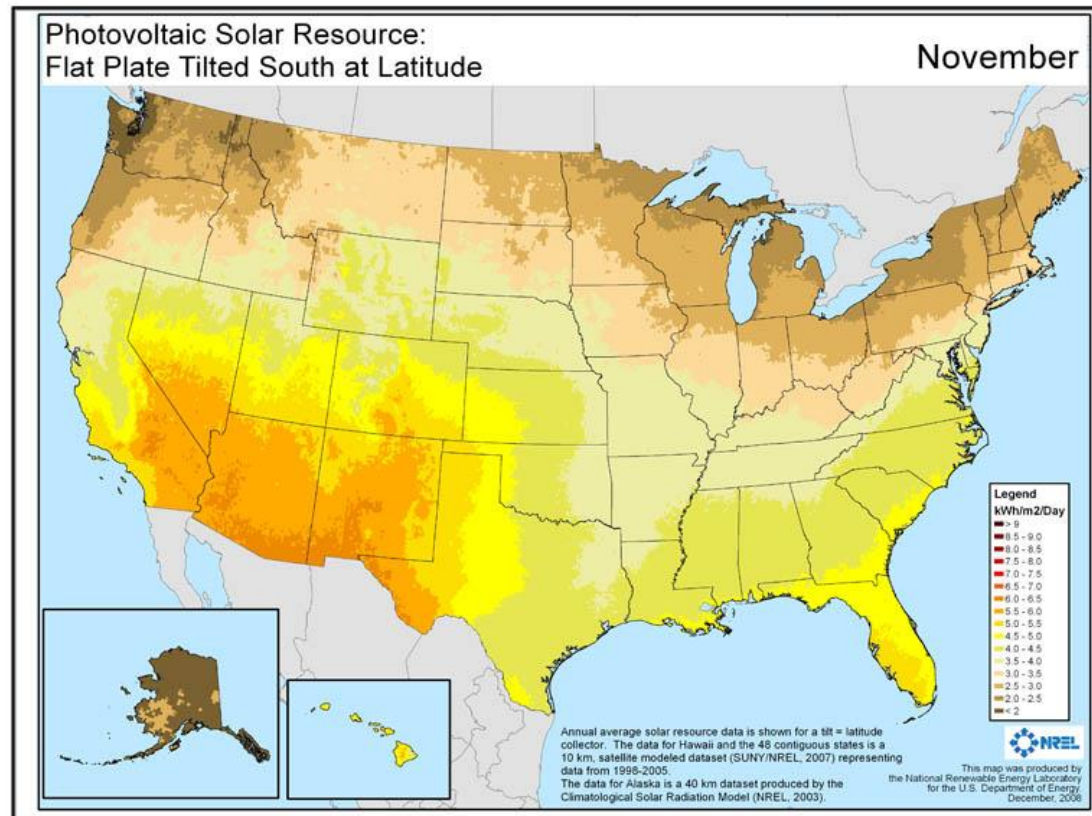 Photovoltaic Solar Resource:
Flat Plate Tilted South at Latitude
November
Legend
kWh/m2/Day
> 9
8.5 - 9.0
8.0 - 8.5
7.5 - 8.0
7.0 - 7.5
6.5 - 7.0
6.0 - 6.5
5.5 - 6.0
5.0 - 5.5
4.5 - 5.0
4.0 - 4.5
3.5 - 4.0
3.0 - 3.5
2.5 - 3.0
2.0 - 2.5
< 2
Annual average solar resource data is shown for a tilt = latitude
collector. The data for Hawaii and the 48 contiguous states is a
10 km, satellite modeled dataset (SUNY/NREL, 2007) representing
data from 1998-2005.
The data for Alaska is a 40 km dataset produced by the
Climatological Solar Radiation Model (NREL, 2003).
NREL
This map was produced by
the National Renewable Energy Laboratory
for the U.S. Department of Energy.
December, 2008